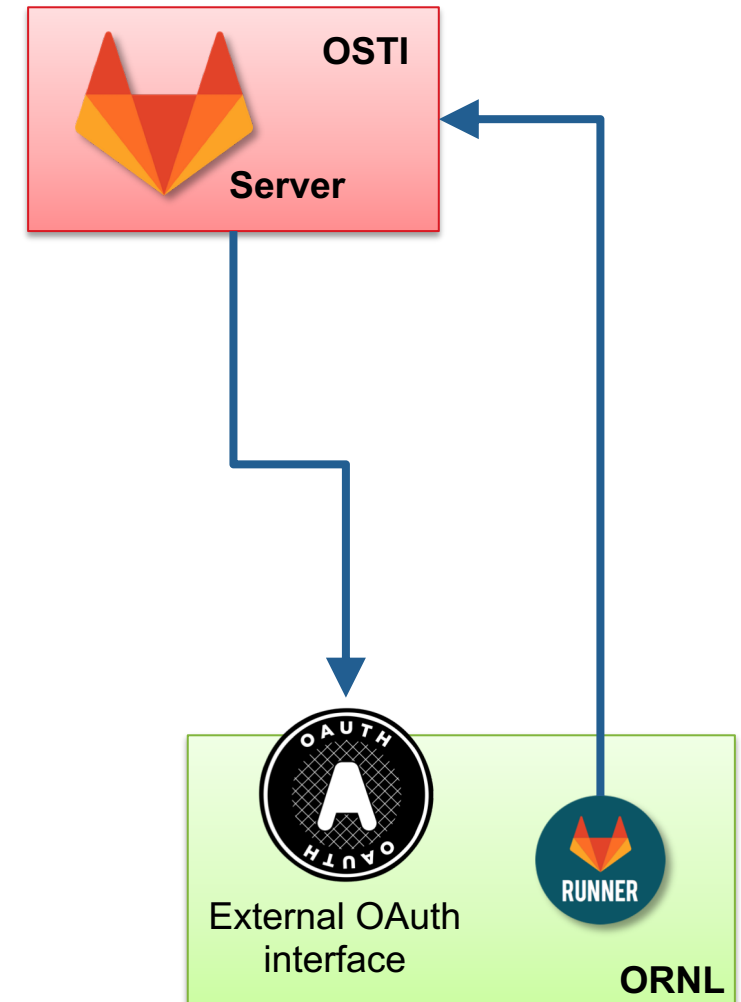 OSTI
Server
OAUTH
A
OAUTH
RUNNER
External OAuth
interface
ORNL